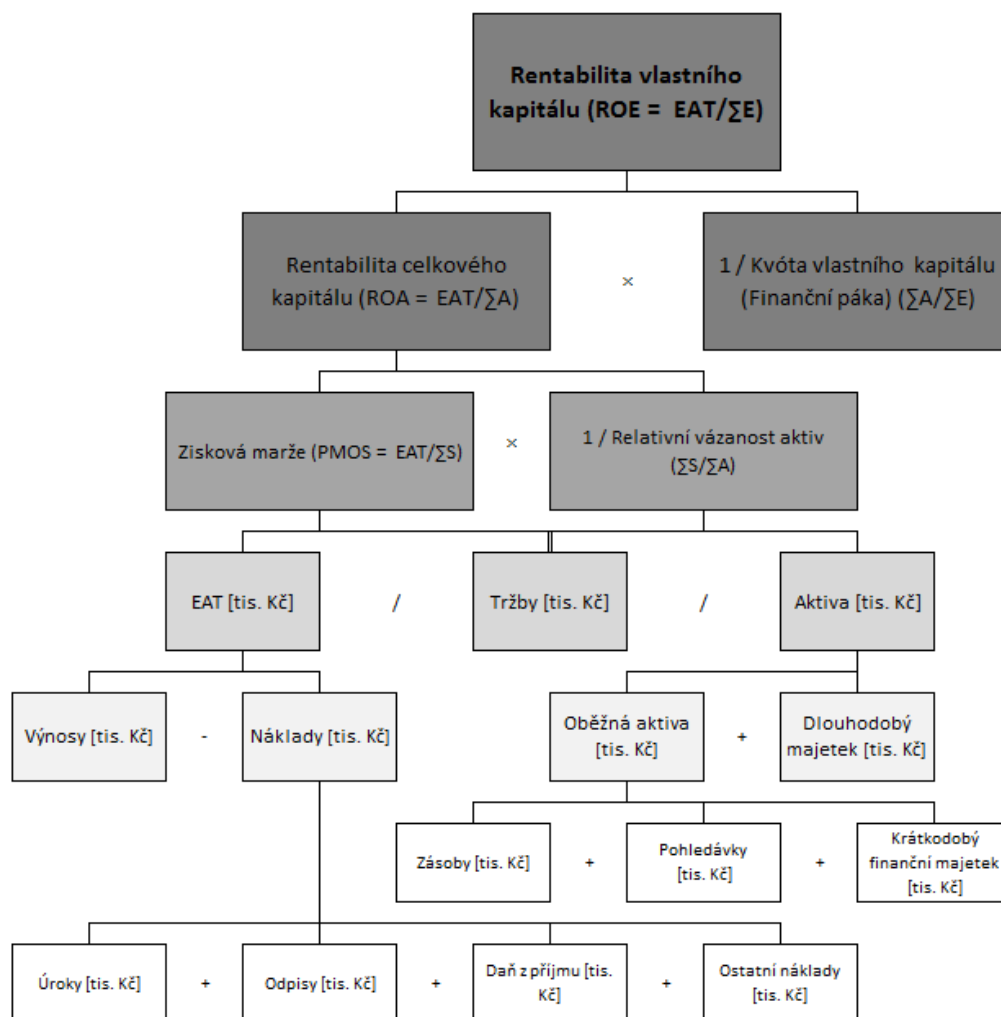 Rentabilita vlastního
kapitálu (ROE = EAT/∑E)
Rentabilita celkového
kapitálu (ROA = EAT/∑A)
×
1 / Kvóta vlastního kapitálu
(Finanční páka) (∑A/∑E)
Zisková marže (PMOS = EAT/∑S)
×
1 / Relativní vázanost aktiv
(∑S/∑A)
EAT [tis. Kč]
/
Tržby [tis. Kč]
/
Aktiva [tis. Kč]
Výnosy [tis. Kč]
-
Náklady [tis. Kč]
Oběžná aktiva
[tis. Kč]
+
Dlouhodobý
majetek [tis. Kč]
Zásoby [tis. Kč]
+
Pohledávky
[tis. Kč]
+
Krátkodobý
finanční majetek
[tis. Kč]
Úroky [tis. Kč]
+
Odpisy [tis. Kč]
+
Daň z příjmu [tis.
Kč]
+
Ostatní náklady
[tis. Kč]